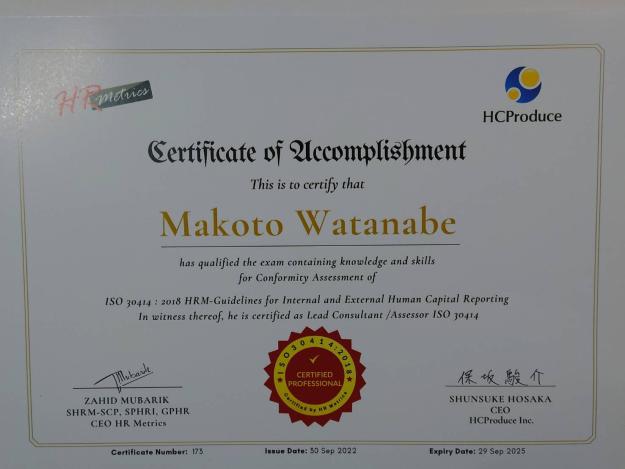 HR Metrics
HCProduce
Certificate of Accomplishment
This is to certify that
Makoto Watanabe
has qualified the exam containing knowledge and skills
for Conformity Assessment of
ISO 30414 : 2018 HRM-Guidelines for Internal and External Human Capital Reporting
In witness thereof, he is certified as Lead Consultant /Assessor ISO 30414
ISO30414:2018
CERTIFIED
PROFESSIONAL
Certified by HR Metrics
Mubarik
ZAHID MUBARIK
SHRM-SCP, SPHRI, GPHR
CEO HR Metrics
保坂駿介
SHUNSUKE HOSAKA
CEO
HCProduce Inc.
Certificate Number: 173
Issue Date: 30 Sep 2022
Expiry Date: 29 Sep 2025